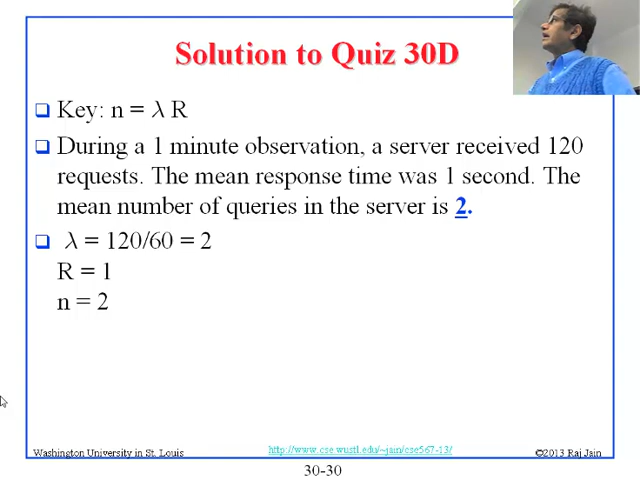 Solution to Quiz 30D
Key: n = λ R
During a 1 minute observation, a server received 120
requests. The mean response time was 1 second. The
mean number of queries in the server is 2.
λ = 120/60 = 2
R = 1
n = 2
Washington University in St. Louis
http://www.cse.wustl.edu/~jain/cse567-13/
©2013 Raj Jain
30-30